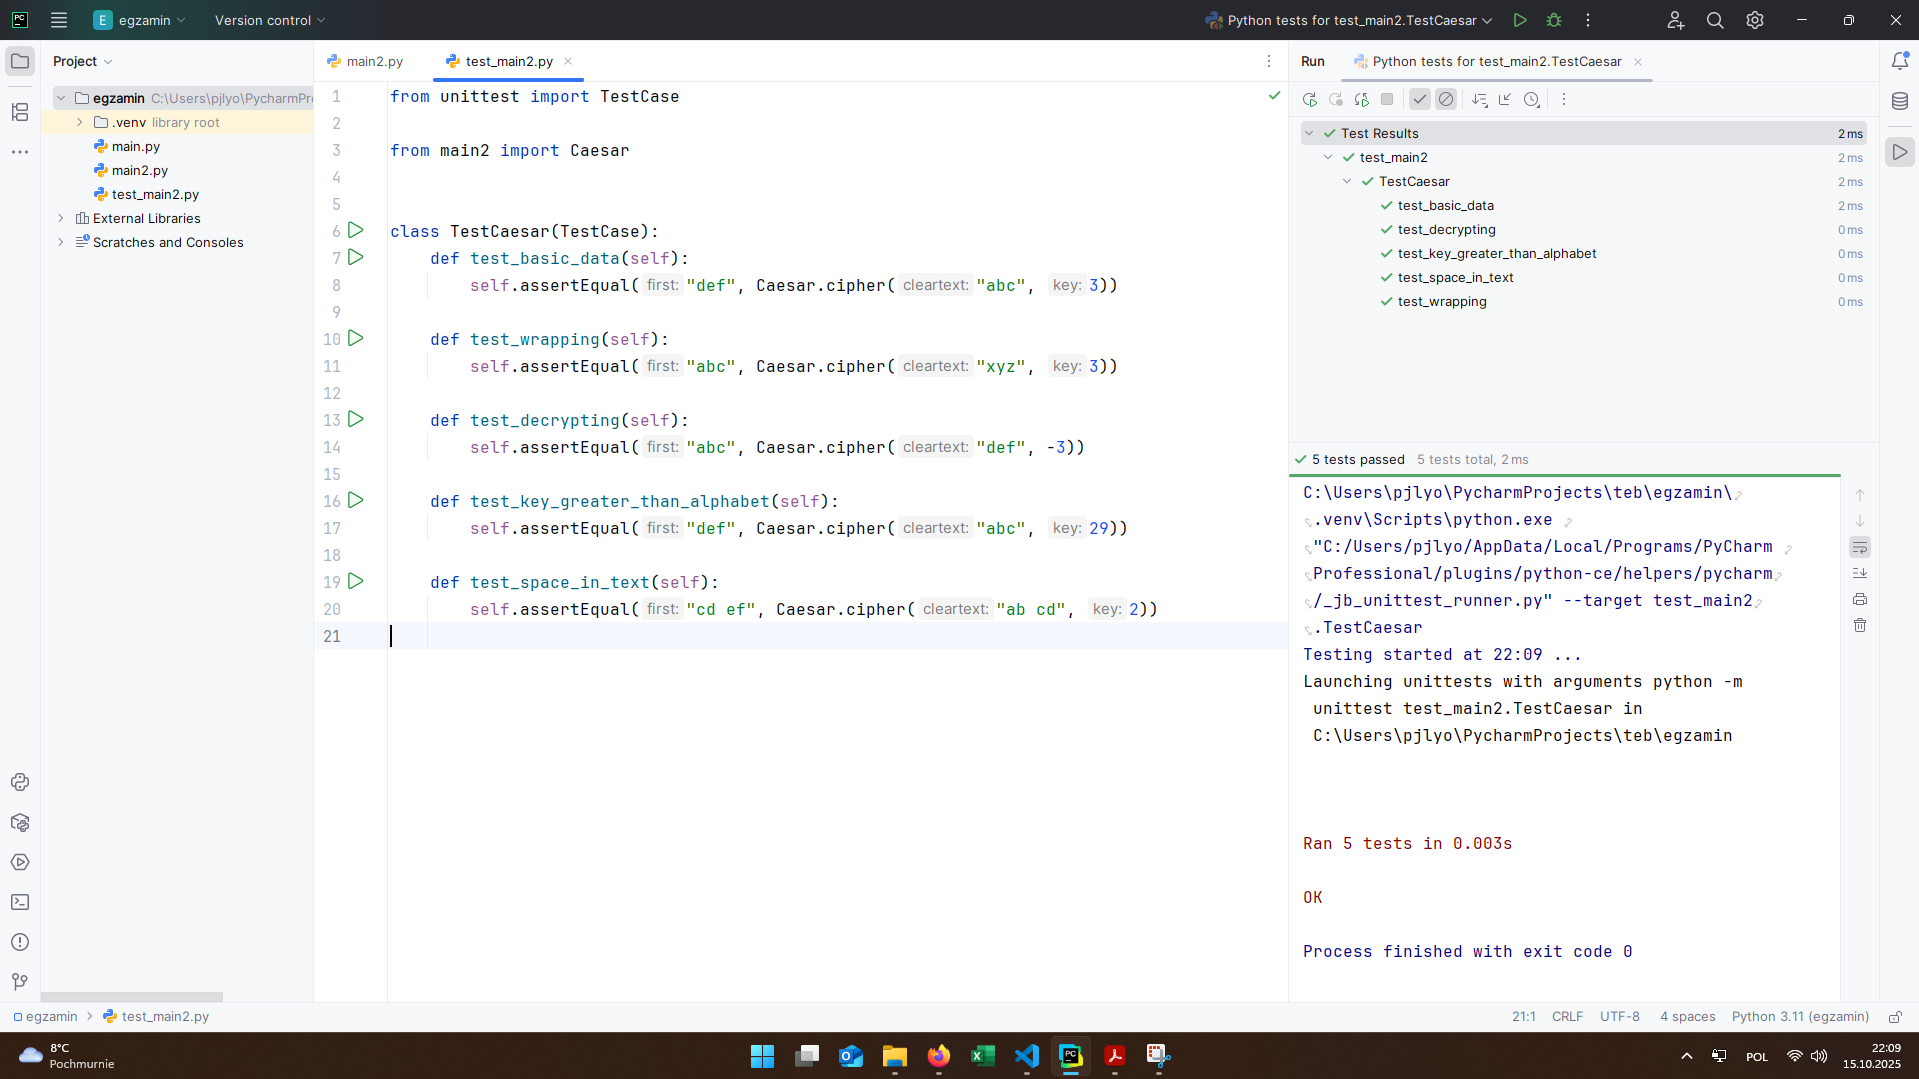 PC
E egzamin
Version control
Python tests for test_main2.TestCaesar
Project
egzamin C:\Users\pjlyo\PycharmPr
.venv library root
main.py
main2.py
test_main2.py
External Libraries
Scratches and Consoles
main2.py
test_main2.py
1 from unittest import TestCase
2
3 from main2 import Caesar
4
5
6 class TestCaesar(TestCase):
7 def test_basic_data(self):
8 self.assertEqual( first: "def", Caesar.cipher( cleartext: "abc", key: 3))
9
10 def test_wrapping(self):
11 self.assertEqual( first: "abc", Caesar.cipher( cleartext: "xyz", key: 3))
12
13 def test_decrypting(self):
14 self.assertEqual( first: "abc", Caesar.cipher( cleartext: "def", -3))
15
16 def test_key_greater_than_alphabet(self):
17 self.assertEqual( first: "def", Caesar.cipher( cleartext: "abc", key: 29))
18
19 def test_space_in_text(self):
20 self.assertEqual( first: "cd ef", Caesar.cipher( cleartext: "ab cd", key: 2))
21
Run
Python tests for test_main2.TestCaesar
Test Results 2 ms
test_main2 2 ms
TestCaesar 2 ms
test_basic_data 2 ms
test_decrypting 0 ms
test_key_greater_than_alphabet 0 ms
test_space_in_text 0 ms
test_wrapping 0 ms
5 tests passed 5 tests total, 2 ms
C:\Users\pjlyo\PycharmProjects\teb\egzamin\
.venv\Scripts\python.exe
"C:/Users/pjlyo/AppData/Local/Programs/PyCharm
Professional/plugins/python-ce/helpers/pycharm
/_jb_unittest_runner.py" --target test_main2
.TestCaesar
Testing started at 22:09 ...
Launching unittests with arguments python -m
unittest test_main2.TestCaesar in
C:\Users\pjlyo\PycharmProjects\teb\egzamin
Ran 5 tests in 0.003s
OK
Process finished with exit code 0
egzamin
test_main2.py
21:1 CRLF UTF-8 4 spaces Python 3.11 (egzamin)
8°C
Pochmurnie
PC
POL
22:09
15.10.2025